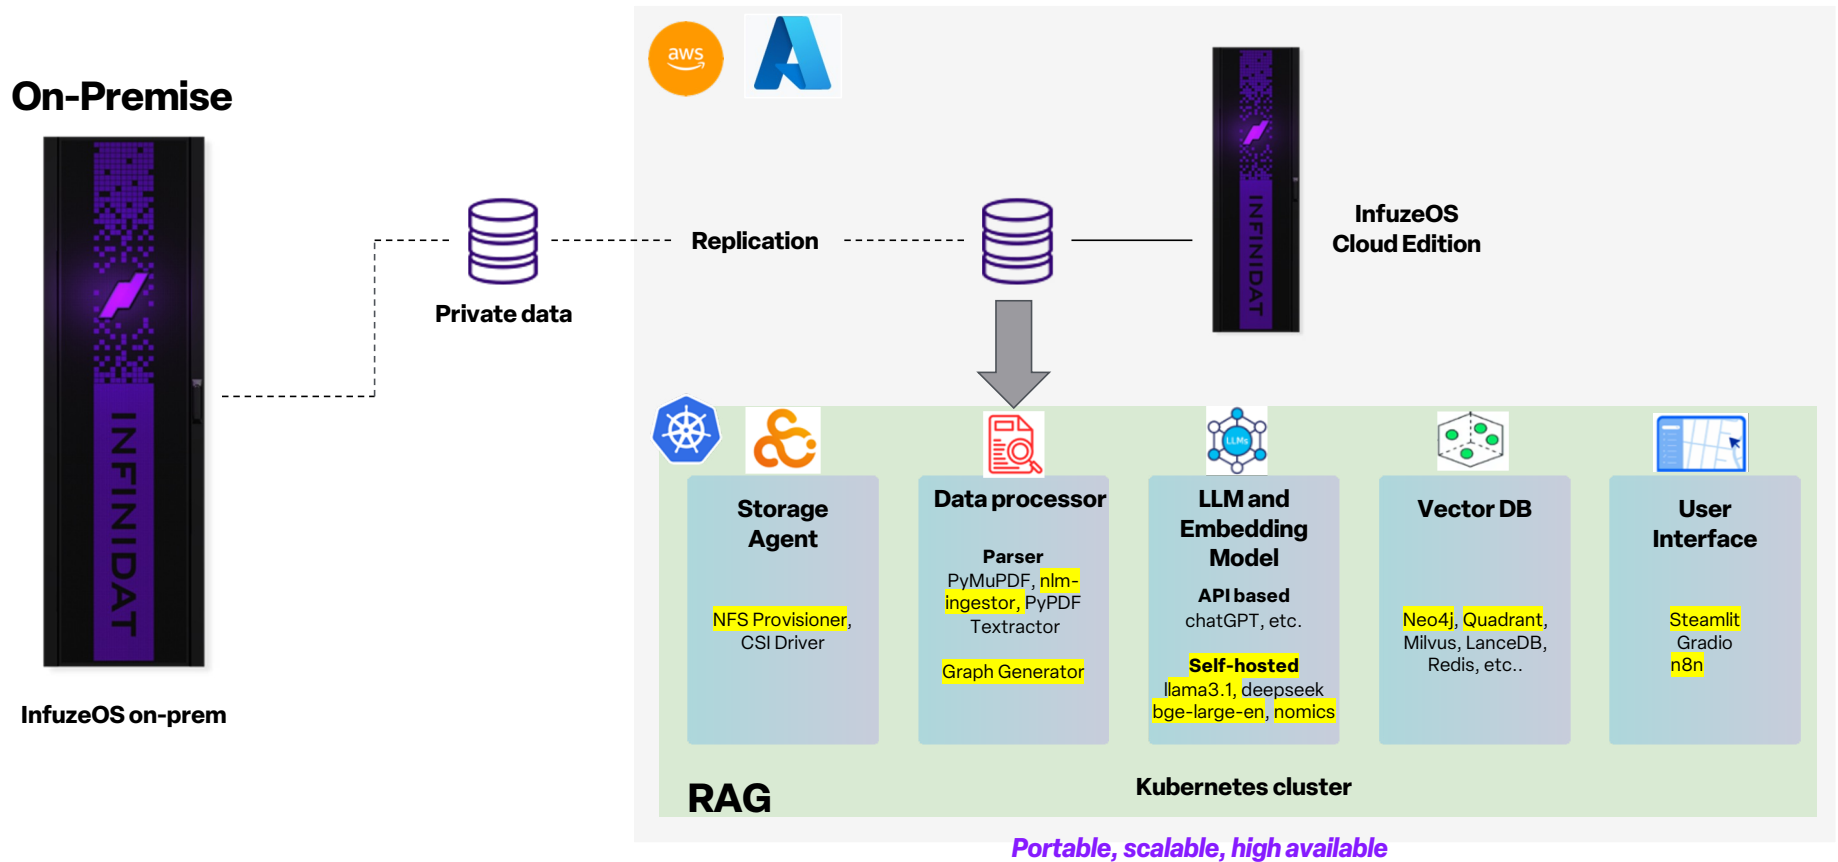 aws
On-Premise
INFINIDAT
InfuzeOS on-prem
Private data
Replication
INFINIDAT
InfuzeOS
Cloud Edition
Storage
Agent
NFS Provisioner,
CSI Driver
Data processor
Parser
PyMuPDF, nlm-
ingestor, PyPDF
Textractor
Graph Generator
LLMs
LLM and
Embedding
Model
API based
chatGPT, etc.
Self-hosted
llama3.1, deepseek
bge-large-en, nomics
Vector DB
Neo4j, Quadrant,
Milvus, LanceDB,
Redis, etc..
User
Interface
Steamlit
Gradio
n8n
RAG
Kubernetes cluster
Portable, scalable, high available